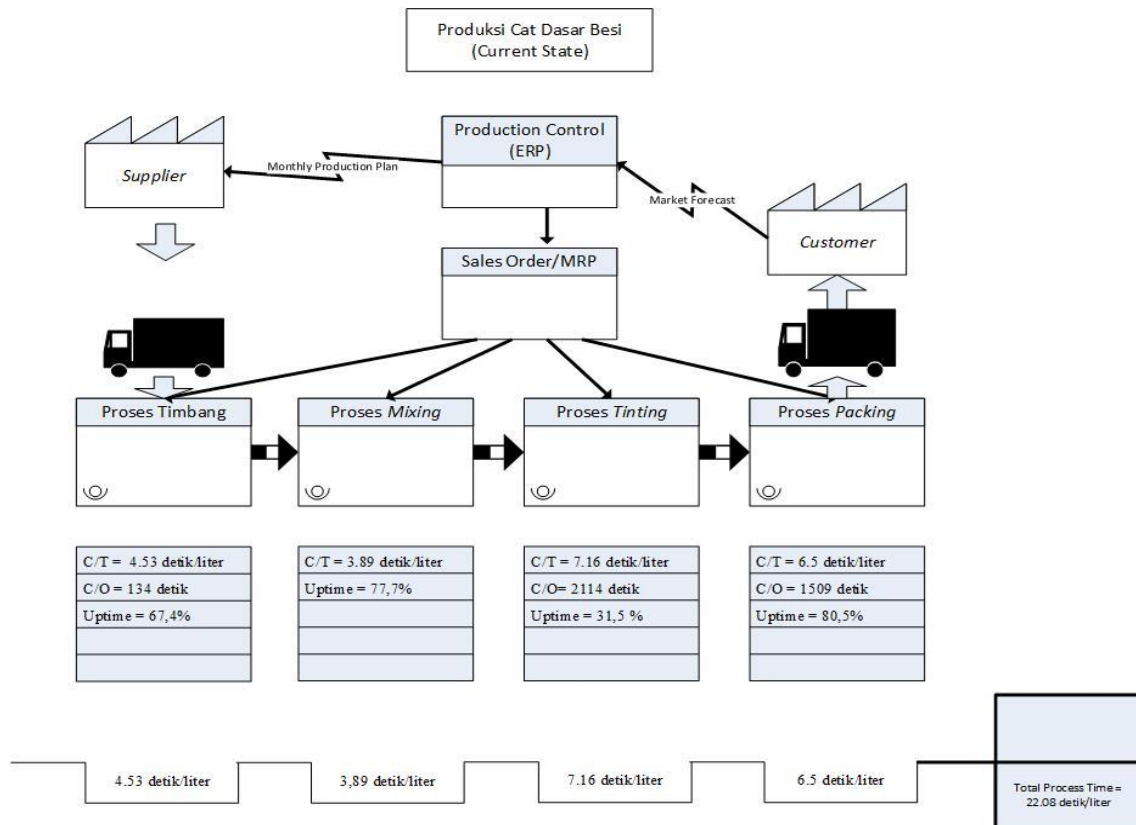 Produksi Cat Dasar Besi
(Current State)
Production Control
(ERP)
Supplier
Monthly Production Plan
Market Forecast
Customer
Sales Order/MRP
Proses Timbang
Proses Mixing
Proses Tinting
Proses Packing
C/T = 4.53 detik/liter
C/O = 134 detik
Uptime = 67,4%
C/T = 3.89 detik/liter
Uptime = 77,7%
C/T = 7.16 detik/liter
C/O= 2114 detik
Uptime = 31,5 %
C/T = 6.5 detik/liter
C/O = 1509 detik
Uptime = 80,5%
4.53 detik/liter
3,89 detik/liter
7.16 detik/liter
6.5 detik/liter
Total Process Time =
22.08 detik/liter